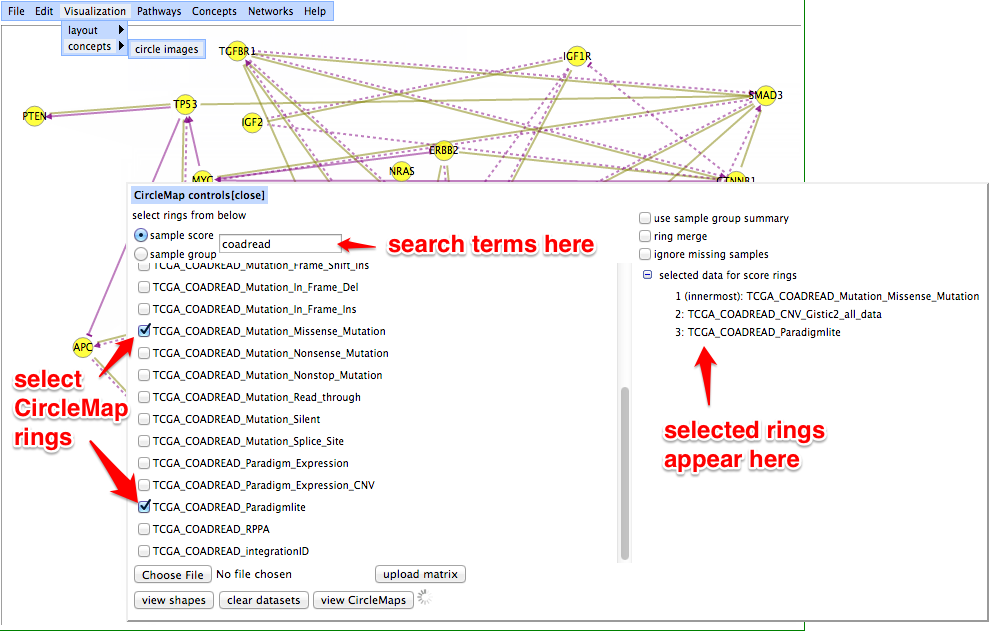 File Edit Visualization Pathways Concepts Networks Help
layout
concepts
circle images
TGFBR1
IGF1R
SMAD3
PTEN
TP53
IGF2
ERBB2
NRAS
MYC
CTNNB1
APC
CircleMap controls[close]
select rings from below
sample score
sample group
coadread
search terms here
TCGA_COADREAD_Mutation_Frame_Shift_Ins
TCGA_COADREAD_Mutation_In_Frame_Del
TCGA_COADREAD_Mutation_In_Frame_Ins
TCGA_COADREAD_Mutation_Missense_Mutation
TCGA_COADREAD_Mutation_Nonsense_Mutation
TCGA_COADREAD_Mutation_Nonstop_Mutation
TCGA_COADREAD_Mutation_Read_through
TCGA_COADREAD_Mutation_Silent
TCGA_COADREAD_Mutation_Splice_Site
TCGA_COADREAD_Paradigm_Expression
TCGA_COADREAD_Paradigm_Expression_CNV
TCGA_COADREAD_Paradigmlite
TCGA_COADREAD_RPPA
TCGA_COADREAD_integrationID
select
CircleMap
rings
Choose File No file chosen
upload matrix
view shapes
clear datasets
view CircleMaps
use sample group summary
ring merge
ignore missing samples
selected data for score rings
1 (innermost): TCGA_COADREAD_Mutation_Missense_Mutation
2: TCGA_COADREAD_CNV_Gistic2_all_data
3: TCGA_COADREAD_Paradigmlite
selected rings
appear here